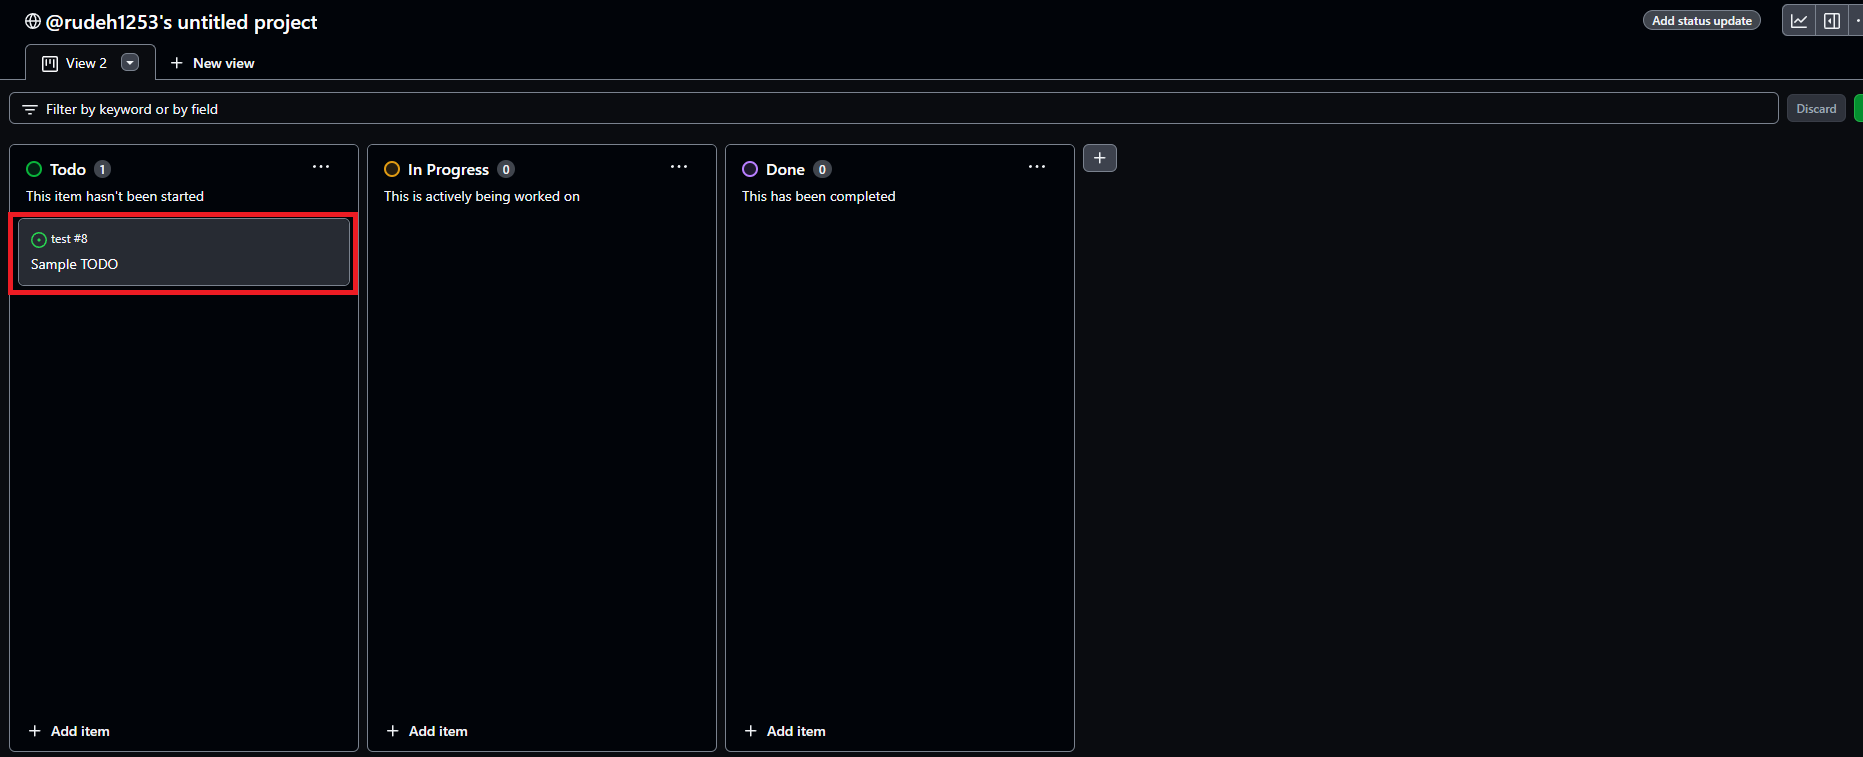 @rudeh1253's untitled project
Add status update
View 2
New view
Filter by keyword or by field
Discard
Todo 1
This item hasn't been started
test #8
Sample TODO
Add item
In Progress 0
This is actively being worked on
Add item
Done 0
This has been completed
Add item